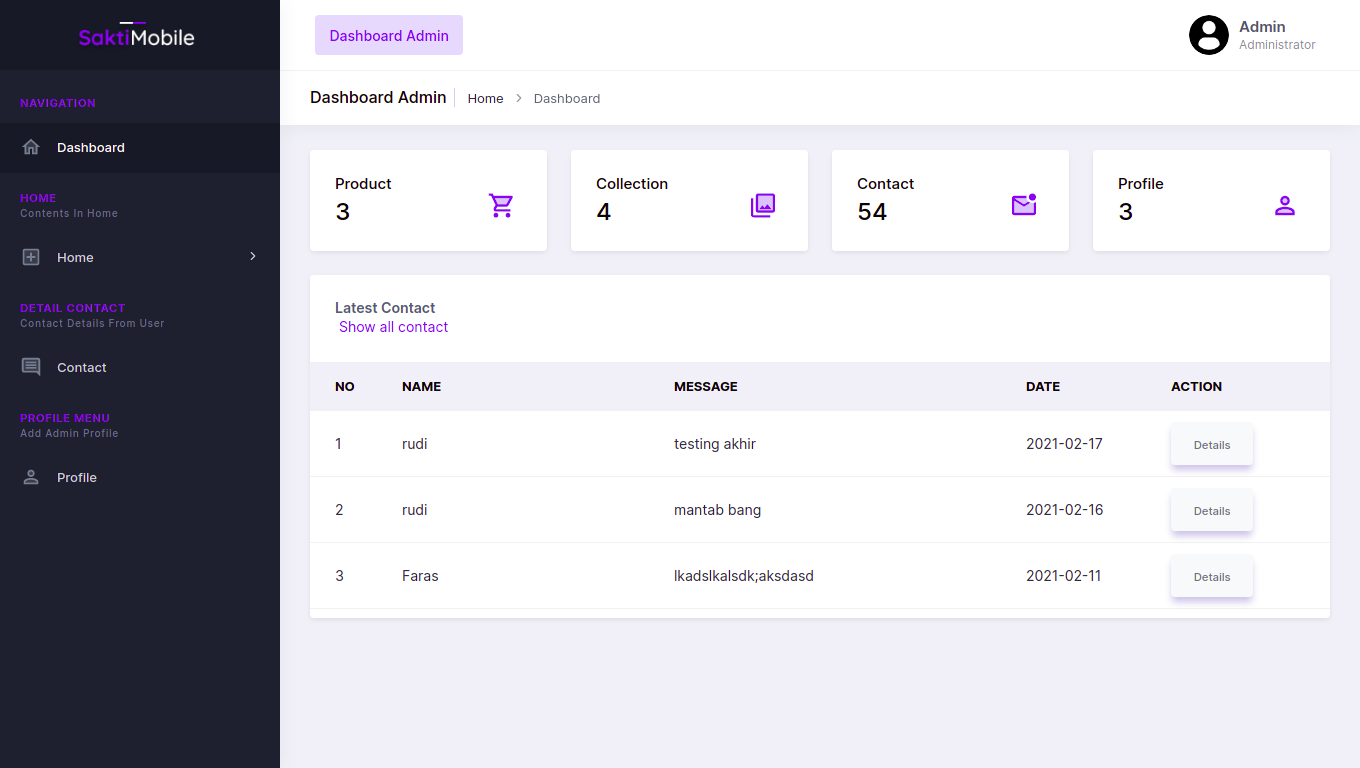 SaktiMobile
NAVIGATION
Dashboard
HOME
Contents In Home
Home
DETAIL CONTACT
Contact Details From User
Contact
PROFILE MENU
Add Admin Profile
Profile
Dashboard Admin
Admin
Administrator
Dashboard Admin Home > Dashboard
Product
3
Collection
4
Contact
54
Profile
3
Latest Contact
Show all contact
NO NAME MESSAGE DATE ACTION
1 rudi testing akhir 2021-02-17 Details
2 rudi mantab bang 2021-02-16 Details
3 Faras lkadslkalsdk;aksdasd 2021-02-11 Details